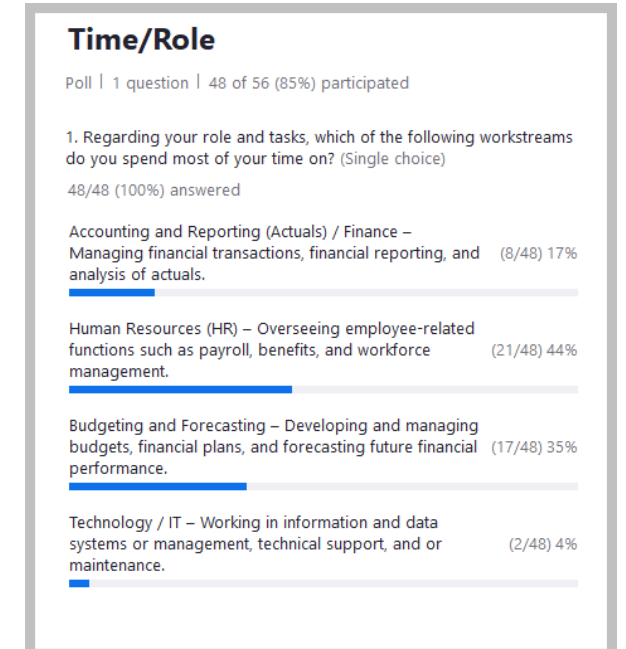 Time/Role
Poll | 1 question | 48 of 56 (85%) participated
1. Regarding your role and tasks, which of the following workstreams
do you spend most of your time on? (Single choice)
48/48 (100%) answered
Accounting and Reporting (Actuals) / Finance –
Managing financial transactions, financial reporting, and (8/48) 17%
analysis of actuals.
Human Resources (HR) – Overseeing employee-related
functions such as payroll, benefits, and workforce (21/48) 44%
management.
Budgeting and Forecasting – Developing and managing
budgets, financial plans, and forecasting future financial (17/48) 35%
performance.
Technology / IT – Working in information and data
systems or management, technical support, and or (2/48) 4%
maintenance.